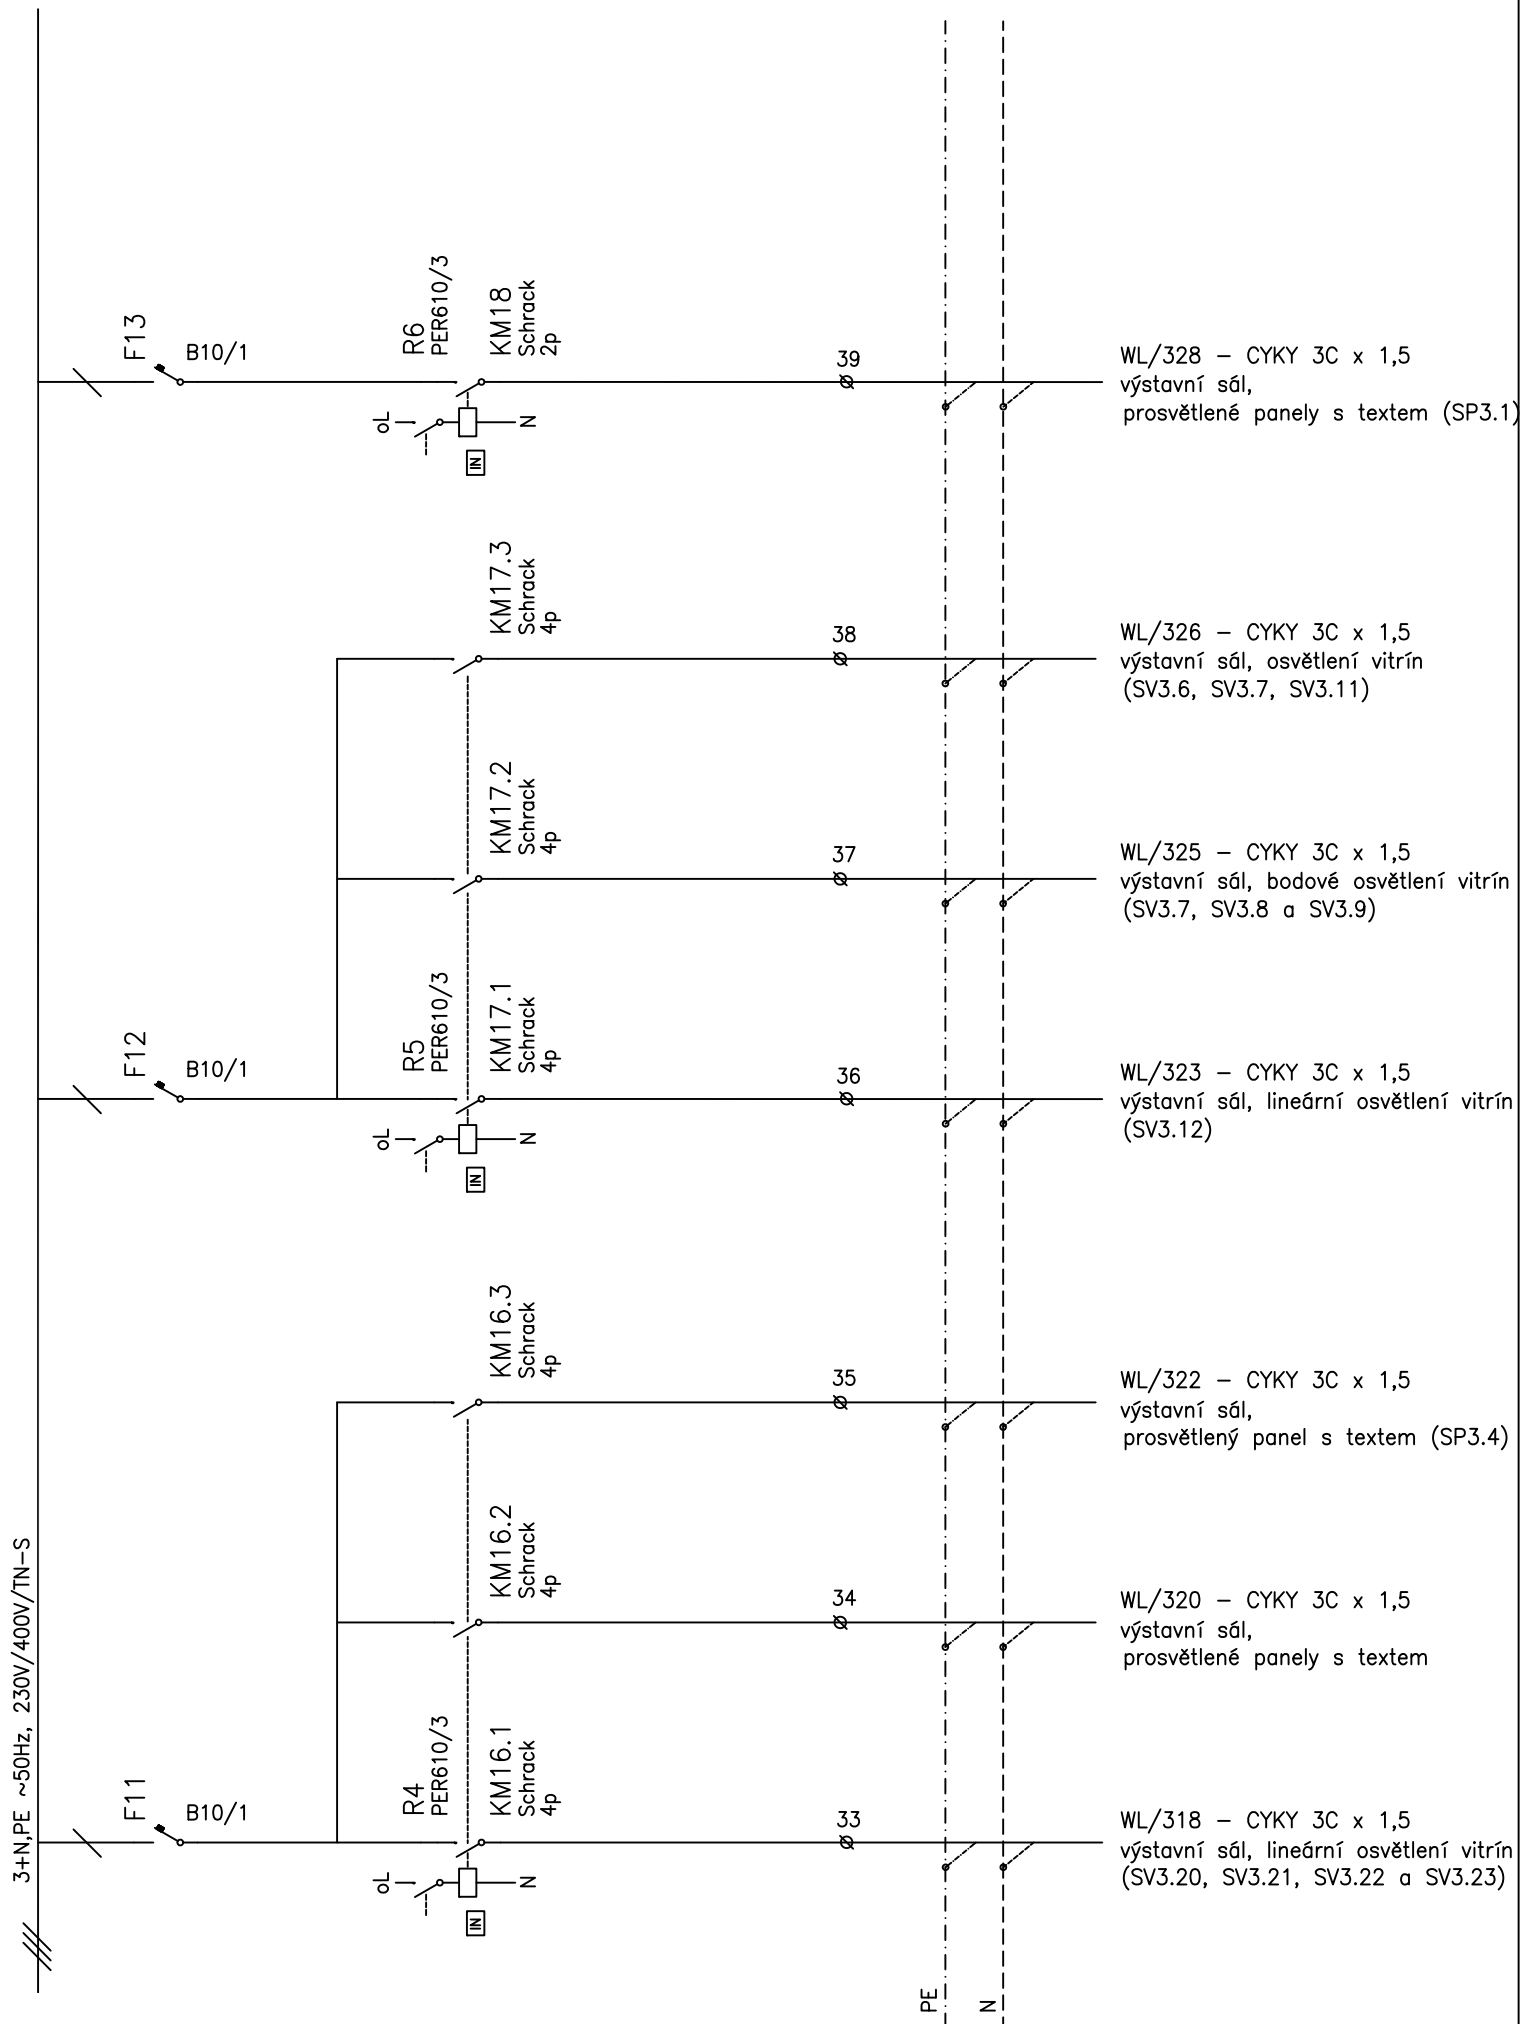 3+N,PE ~50Hz, 230V/400V/TN-S
F13
B10/1
R6
PER610/3
KM18
Schrack
2p
oL
N
IN
39
WL/328 - CYKY 3C x 1,5
výstavní sál,
prosvětlené panely s textem (SP3.1)
KM17.3
Schrack
4p
38
WL/326 - CYKY 3C x 1,5
výstavní sál, osvětlení vitrín
(SV3.6, SV3.7, SV3.11)
KM17.2
Schrack
4p
37
WL/325 - CYKY 3C x 1,5
výstavní sál, bodové osvětlení vitrín
(SV3.7, SV3.8 a SV3.9)
F12
B10/1
R5
PER610/3
KM17.1
Schrack
4p
oL
N
IN
36
WL/323 - CYKY 3C x 1,5
výstavní sál, lineární osvětlení vitrín
(SV3.12)
KM16.3
Schrack
4p
35
WL/322 - CYKY 3C x 1,5
výstavní sál,
prosvětlený panel s textem (SP3.4)
KM16.2
Schrack
4p
34
WL/320 - CYKY 3C x 1,5
výstavní sál,
prosvětlené panely s textem
F11
B10/1
R4
PER610/3
KM16.1
Schrack
4p
oL
N
IN
33
WL/318 - CYKY 3C x 1,5
výstavní sál, lineární osvětlení vitrín
(SV3.20, SV3.21, SV3.22 a SV3.23)
PE
N